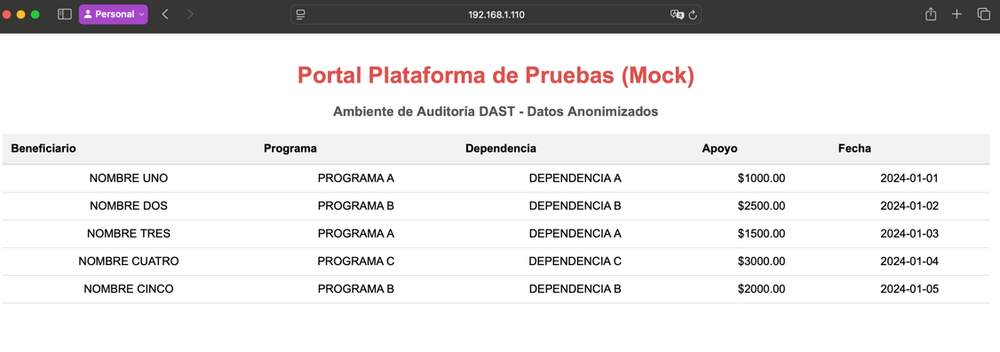 Personal
192.168.1.110
Portal Plataforma de Pruebas (Mock)
Ambiente de Auditoría DAST - Datos Anonimizados
Beneficiario Programa Dependencia Apoyo Fecha
NOMBRE UNO PROGRAMA A DEPENDENCIA A $1000.00 2024-01-01
NOMBRE DOS PROGRAMA B DEPENDENCIA B $2500.00 2024-01-02
NOMBRE TRES PROGRAMA A DEPENDENCIA A $1500.00 2024-01-03
NOMBRE CUATRO PROGRAMA C DEPENDENCIA C $3000.00 2024-01-04
NOMBRE CINCO PROGRAMA B DEPENDENCIA B $2000.00 2024-01-05